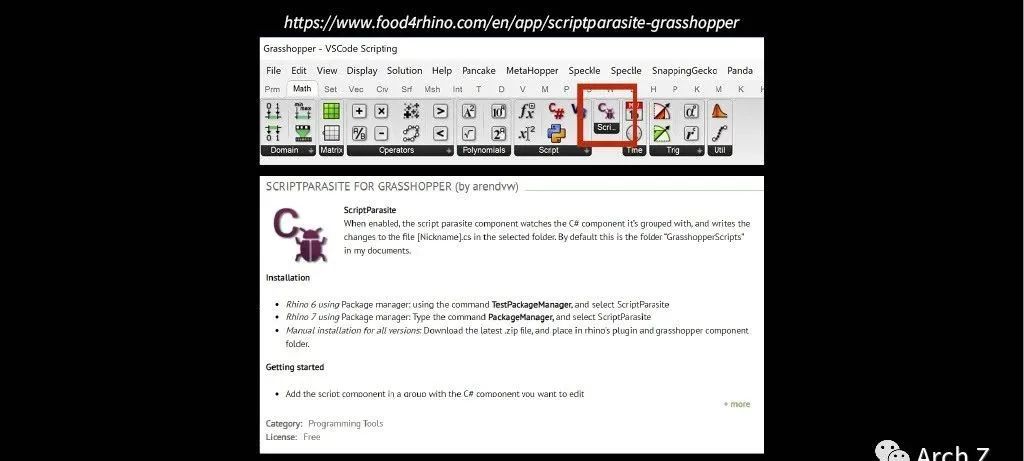 https://www.food4rhino.com/en/app/scriptparasite-grasshopper
Grasshopper - VSCode Scripting
File Edit View Display Solution Help Pancake MetaHopper Speckle Speckle SnappingGecko Panda
Prm Math Set Vec Crv Srf Msh Int T D V M P S H K P M K H
Domain Matrix Operators Polynomials Script Scri... Time Trig Util
SCRIPTPARASITE FOR GRASSHOPPER (by arendvw)
ScriptParasite
When enabled, the script parasite component watches the C# component it's grouped with, and writes the
changes to the file [Nickname].cs in the selected folder. By default this is the folder "GrasshopperScripts"
in my documents.
Installation
• Rhino 6 using Package manager: using the command TestPackageManager, and select ScriptParasite
• Rhino 7 using Package manager: Type the command PackageManager, and select ScriptParasite
• Manual installation for all versions: Download the latest .zip file, and place in rhino's plugin and grasshopper component
folder.
Getting started
• Add the script component in a group with the C# component you want to edit
+ more
Category: Programming Tools
License: Free
Arch Z